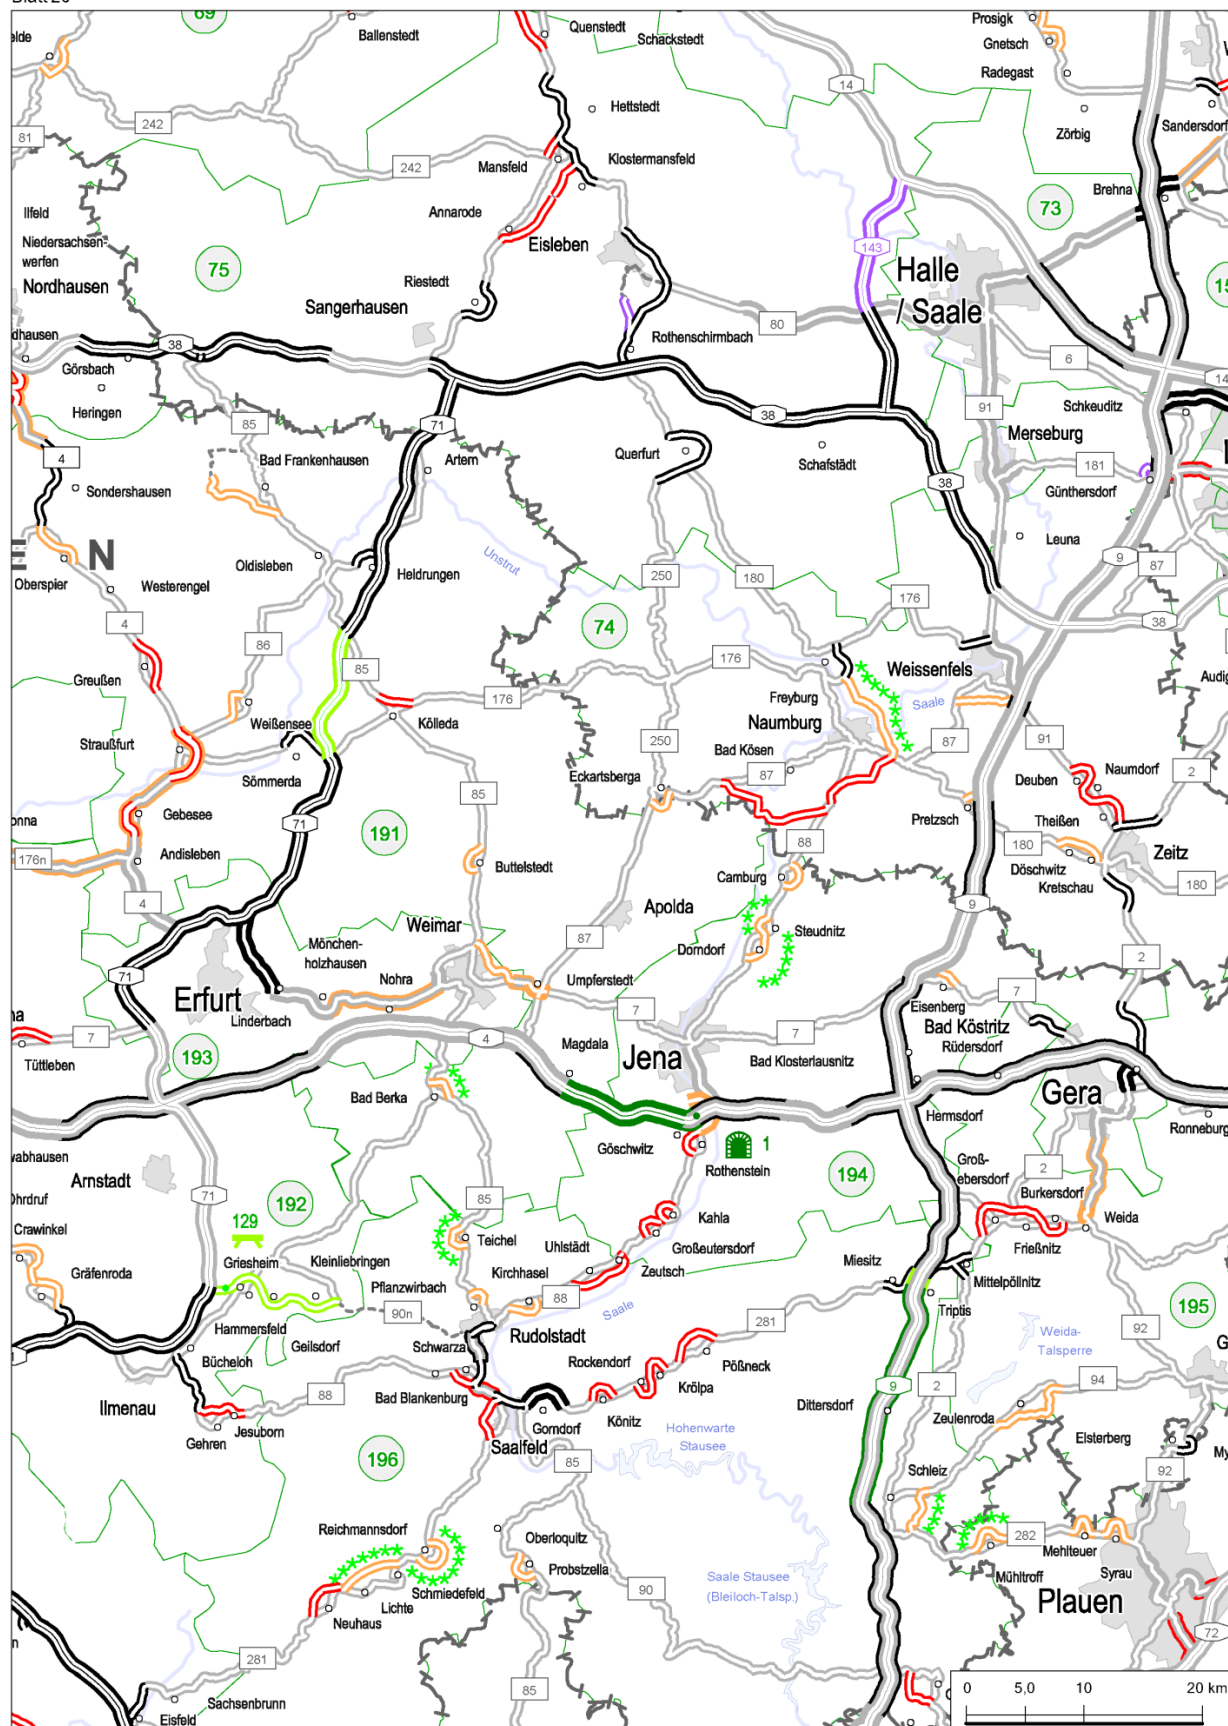 69
Ballenstedt
Quenstedt
Schackstedt
Prosigk
Gnetsch
Radegast
14
Hettstedt
Zörbig
Sandersdorf
242
81
242
Mansfeld
Klostermansfeld
Brehna
73
Ilfeld
Niedersachsen-
werfen
Annarode
Eisleben
143
75
Nordhausen
Riestedt
Sangerhausen
Halle
/ Saale
80
Rothenschirmbach
38
6
Görsbach
Heringen
38
91
Schkeuditz
85
71
Merseburg
4
Bad Frankenhausen
Artern
Querfurt
Schafstädt
181
Günthersdorf
Sondershausen
38
N
Unstrut
Leuna
9
87
Oldisleben
Heldrungen
Oberspier
Westerengel
250
180
176
4
86
74
38
85
176
Weissenfels
Greußen
176
Freyburg
Saale
Weißensee
Kölleda
Naumburg
Straußfurt
Sömmerda
250
Bad Kösen
87
91
Eckartsberga
87
Deuben
Naumdorf
2
85
Gebesee
71
191
Pretzsch
Theißen
Andisleben
176n
88
180
Zeitz
Buttelstedt
Döschwitz
Kretschau
180
Camburg
4
9
Apolda
Weimar
Steudnitz
Mönchen-
holzhausen
87
Dorndorf
2
71
Nohra
Umpferstedt
Erfurt
Linderbach
7
Eisenberg
7
7
Bad Köstritz
Tüttleben
7
193
4
Magdala
Jena
Bad Klosterlausnitz
Rüdersdorf
Bad Berka
Gera
Hermsdorf
Ronneburg
Göschwitz
1
Rothenstein
Arnstadt
194
Groß-
ebersdorf
2
71
192
85
Burkersdorf
129
Kahla
Weida
Crawinkel
Teichel
Großeutersdorf
Frießnitz
Griesheim
Kleinliebringen
Uhlstädt
Miesitz
Gräfenroda
Kirchhasel
Zeutsch
Mittelpöllnitz
Pflanzwirbach
88
Triptis
195
90n
Saale
Hammersfeld
Rudolstadt
281
92
Geilsdorf
Schwarza
Weida-
Talsperre
Bücheloh
Rockendorf
Pößneck
Bad Blankenburg
Krölpa
9
2
94
88
Ilmenau
Könitz
Dittersdorf
Zeulenroda
Gorndorf
Jesuborn
Gehren
Hohenwarte
Stausee
Elsterberg
Saalfeld
196
85
92
Schleiz
Reichmannsdorf
Oberloquitz
282
Mehlteuer
Probstzella
Saale Stausee
(Bleiloch-Talsp.)
Mühltroff
Syrau
Schmiedefeld
90
Lichte
Plauen
Neuhaus
72
281
85
Sachsenbrunn
Eisfeld
0
5,0
10
20 km